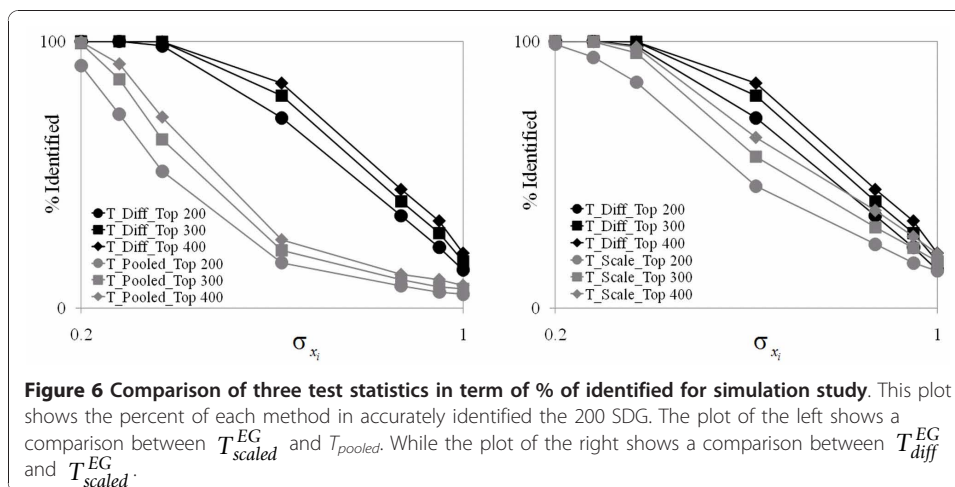 100
% Identified
0
0.2
1
σxi
T_Diff_Top 200
T_Diff_Top 300
T_Diff_Top 400
T_Pooled_Top 200
T_Pooled_Top 300
T_Pooled_Top 400
100
% Identified
0
0.2
1
σxi
T_Diff_Top 200
T_Diff_Top 300
T_Diff_Top 400
T_Scale_Top 200
T_Scale_Top 300
T_Scale_Top 400
Figure 6 Comparison of three test statistics in term of % of identified for simulation study. This plot
shows the percent of each method in accurately identified the 200 SDG. The plot of the left shows a
comparison between T^EG_scaled and Tpooled. While the plot of the right shows a comparison between T^EG_diff
and T^EG_scaled.